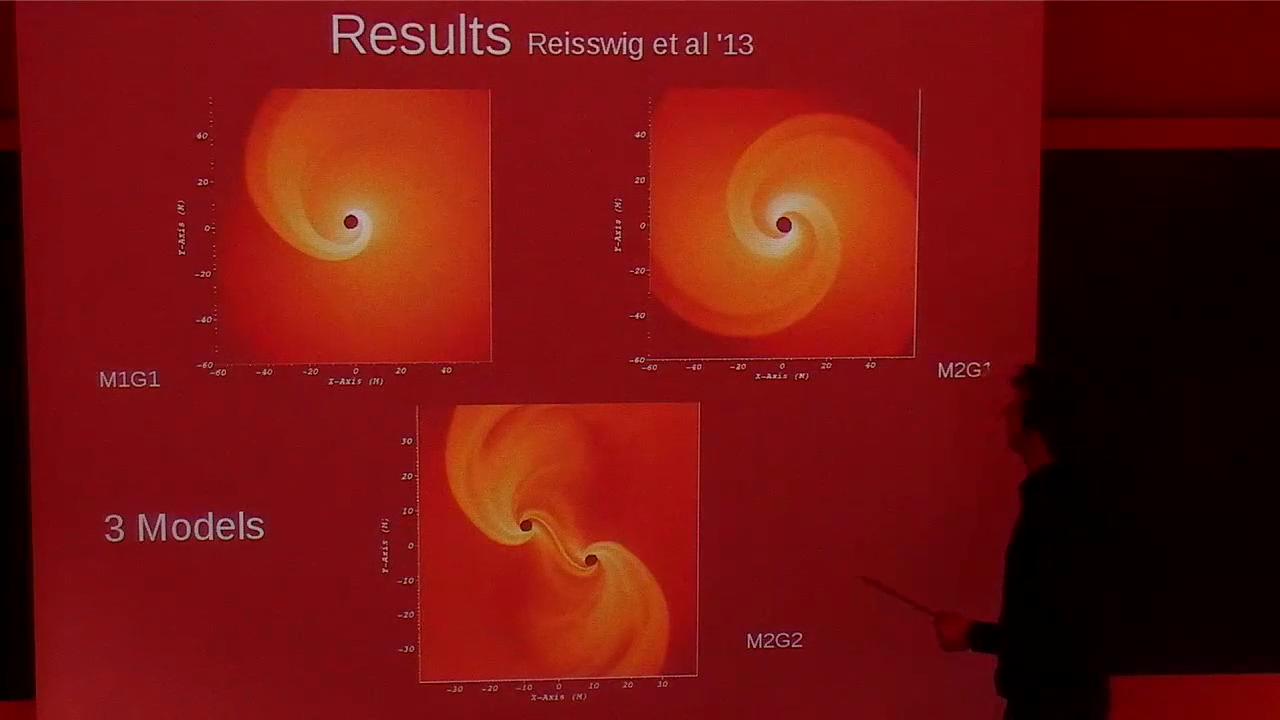 Results Reisswig et al '13
40
20
0
-20
-40
-60
Y-Axis (M)
-60 -40 -20 0 20 40
X-Axis (M)
M1G1
40
20
0
-20
-40
-60
Y-Axis (M)
-60 -40 -20 0 20 40
X-Axis (M)
M2G1
3 Models
30
20
10
0
-10
-20
-30
Y-Axis (M)
-30 -20 -10 0 10 20 30
X-Axis (M)
M2G2